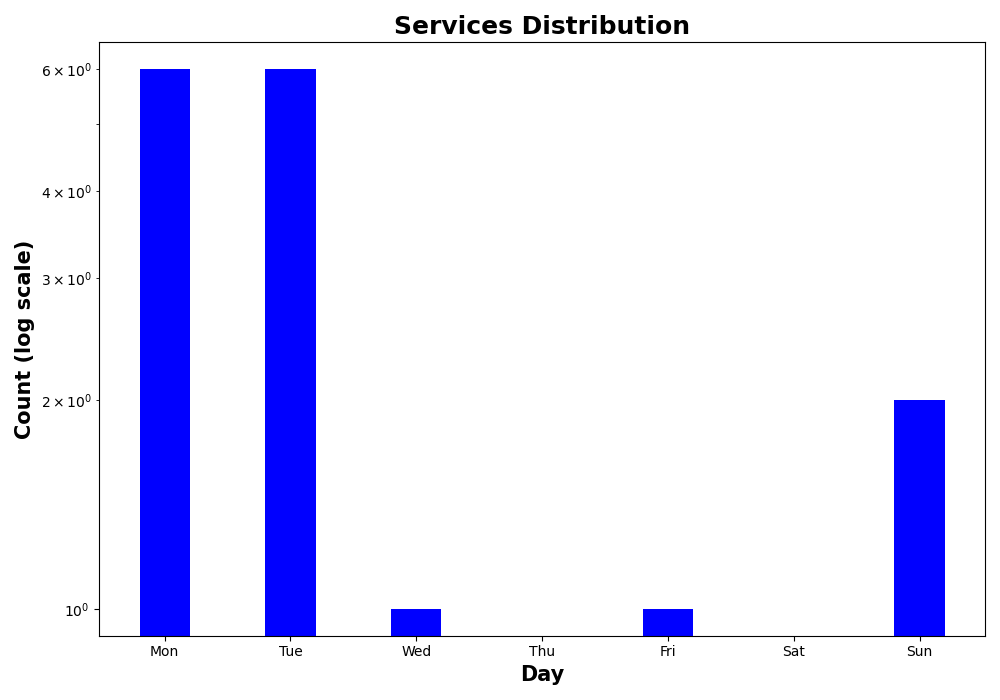 Services Distribution
Count (log scale)
6 × 10⁰
4 × 10⁰
3 × 10⁰
2 × 10⁰
10⁰
Mon Tue Wed Thu Fri Sat Sun
Day